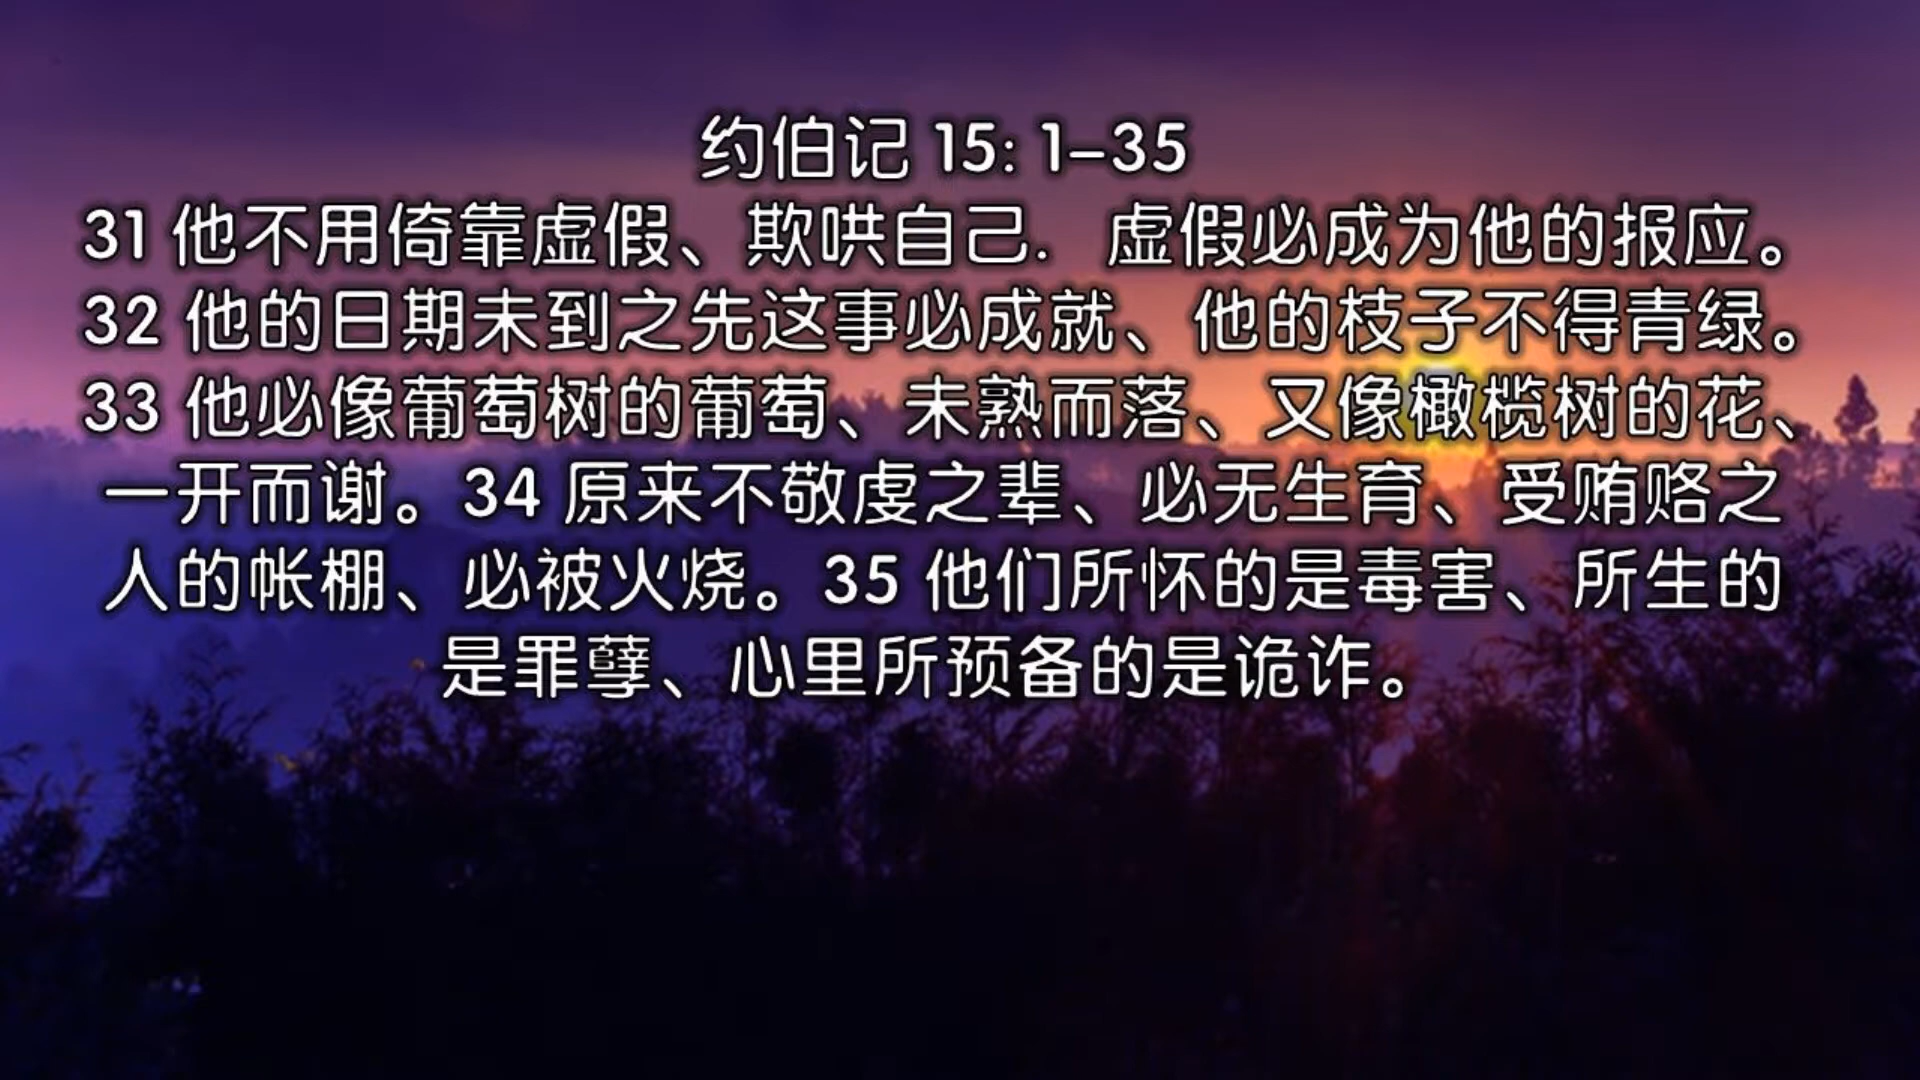 约伯记 15: 1–35
31 他不用倚靠虚假、欺哄自己.  虚假必成为他的报应。
32 他的日期未到之先这事必成就、他的枝子不得青绿。
33 他必像葡萄树的葡萄、未熟而落、又像橄榄树的花、
一开而谢。34 原来不敬虔之辈、必无生育、受贿赂之
人的帐棚、必被火烧。35 他们所怀的是毒害、所生的
是罪孽、心里所预备的是诡诈。